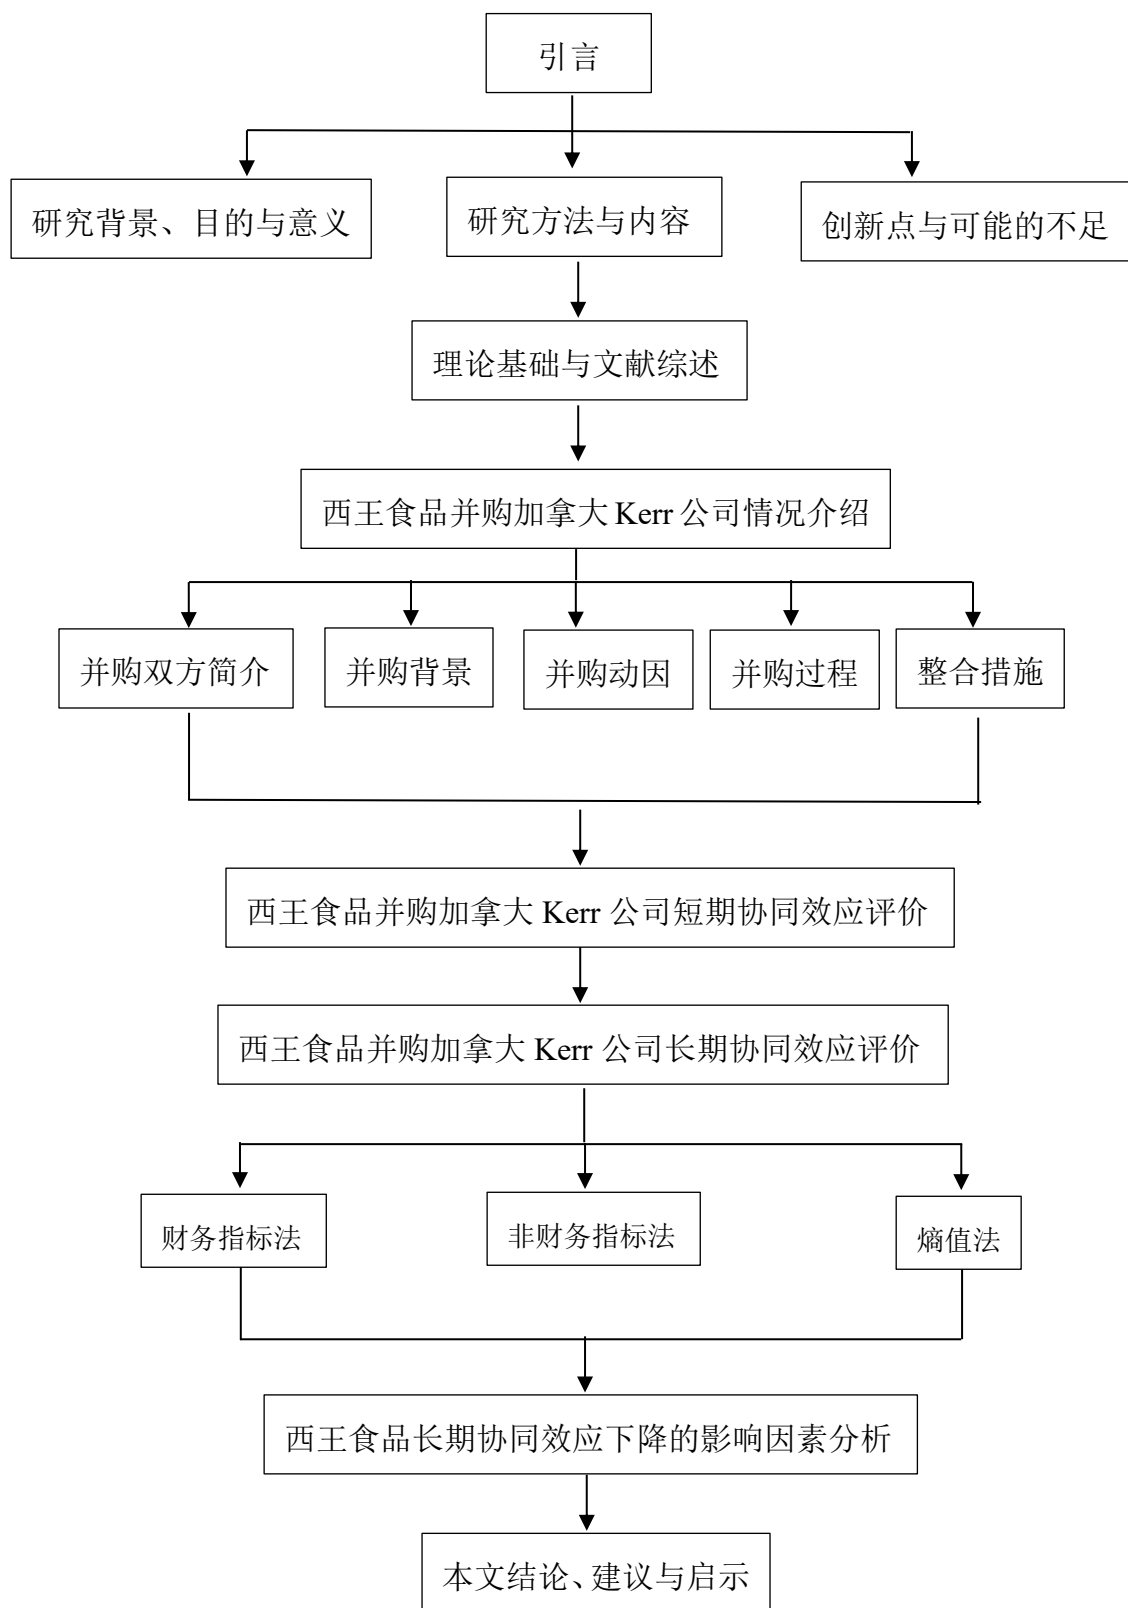 引言
研究背景、目的与意义
研究方法与内容
创新点与可能的不足
理论基础与文献综述
西王食品并购加拿大 Kerr 公司情况介绍
并购双方简介
并购背景
并购动因
并购过程
整合措施
西王食品并购加拿大 Kerr 公司短期协同效应评价
西王食品并购加拿大 Kerr 公司长期协同效应评价
财务指标法
非财务指标法
熵值法
西王食品长期协同效应下降的影响因素分析
本文结论、建议与启示